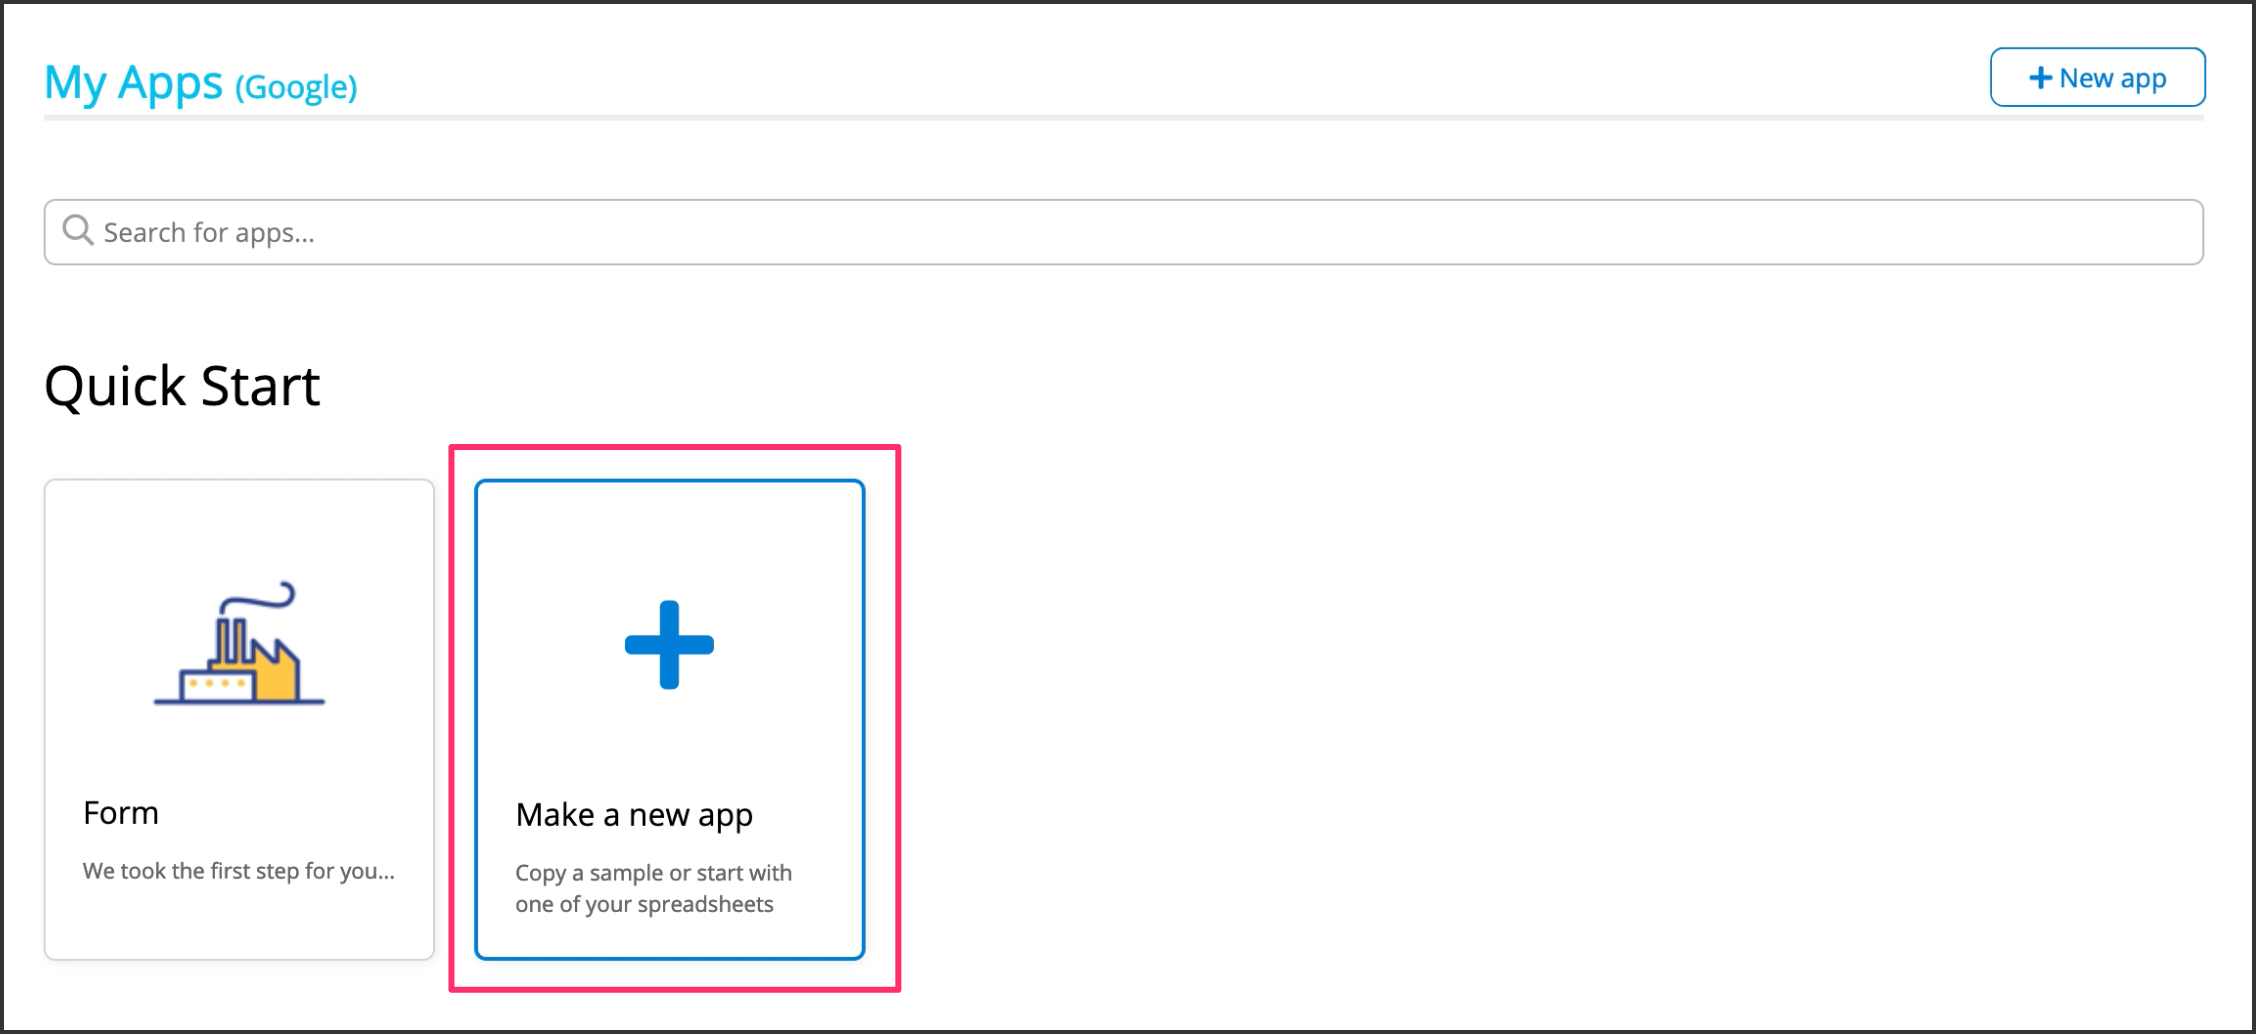 My Apps (Google)
New app
Search for apps...
Quick Start
Form
We took the first step for you...
Make a new app
Copy a sample or start with
one of your spreadsheets